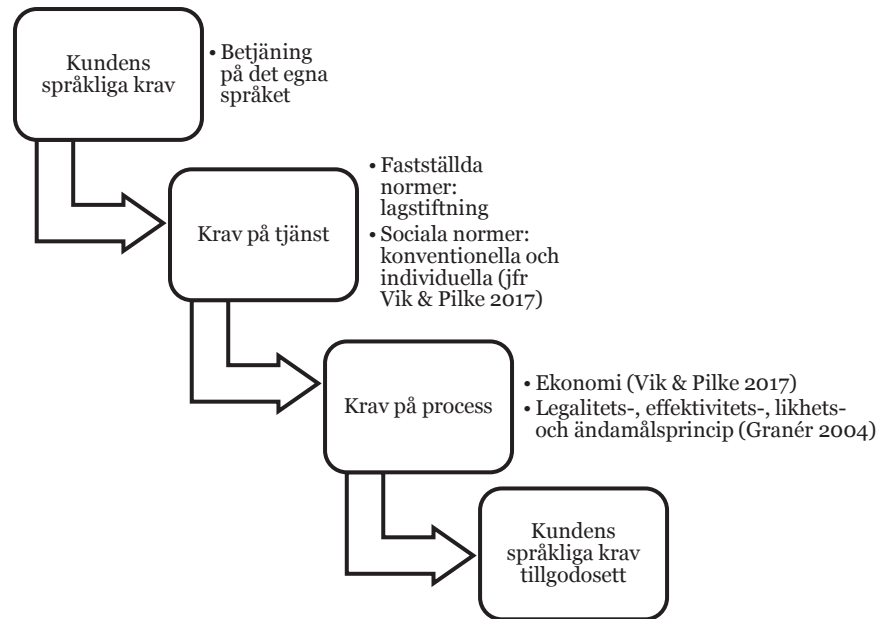 Kundens
språkliga krav
• Betjäning
på det egna
språket
Krav på tjänst
• Fastställda
normer:
lagstiftning
• Sociala normer:
konventionella och
individuella (jfr
Vik & Pilke 2017)
Krav på process
• Ekonomi (Vik & Pilke 2017)
• Legalitets-, effektivitets-, likhets-
och ändamålsprincip (Granér 2004)
Kundens
språkliga krav
tillgodosett